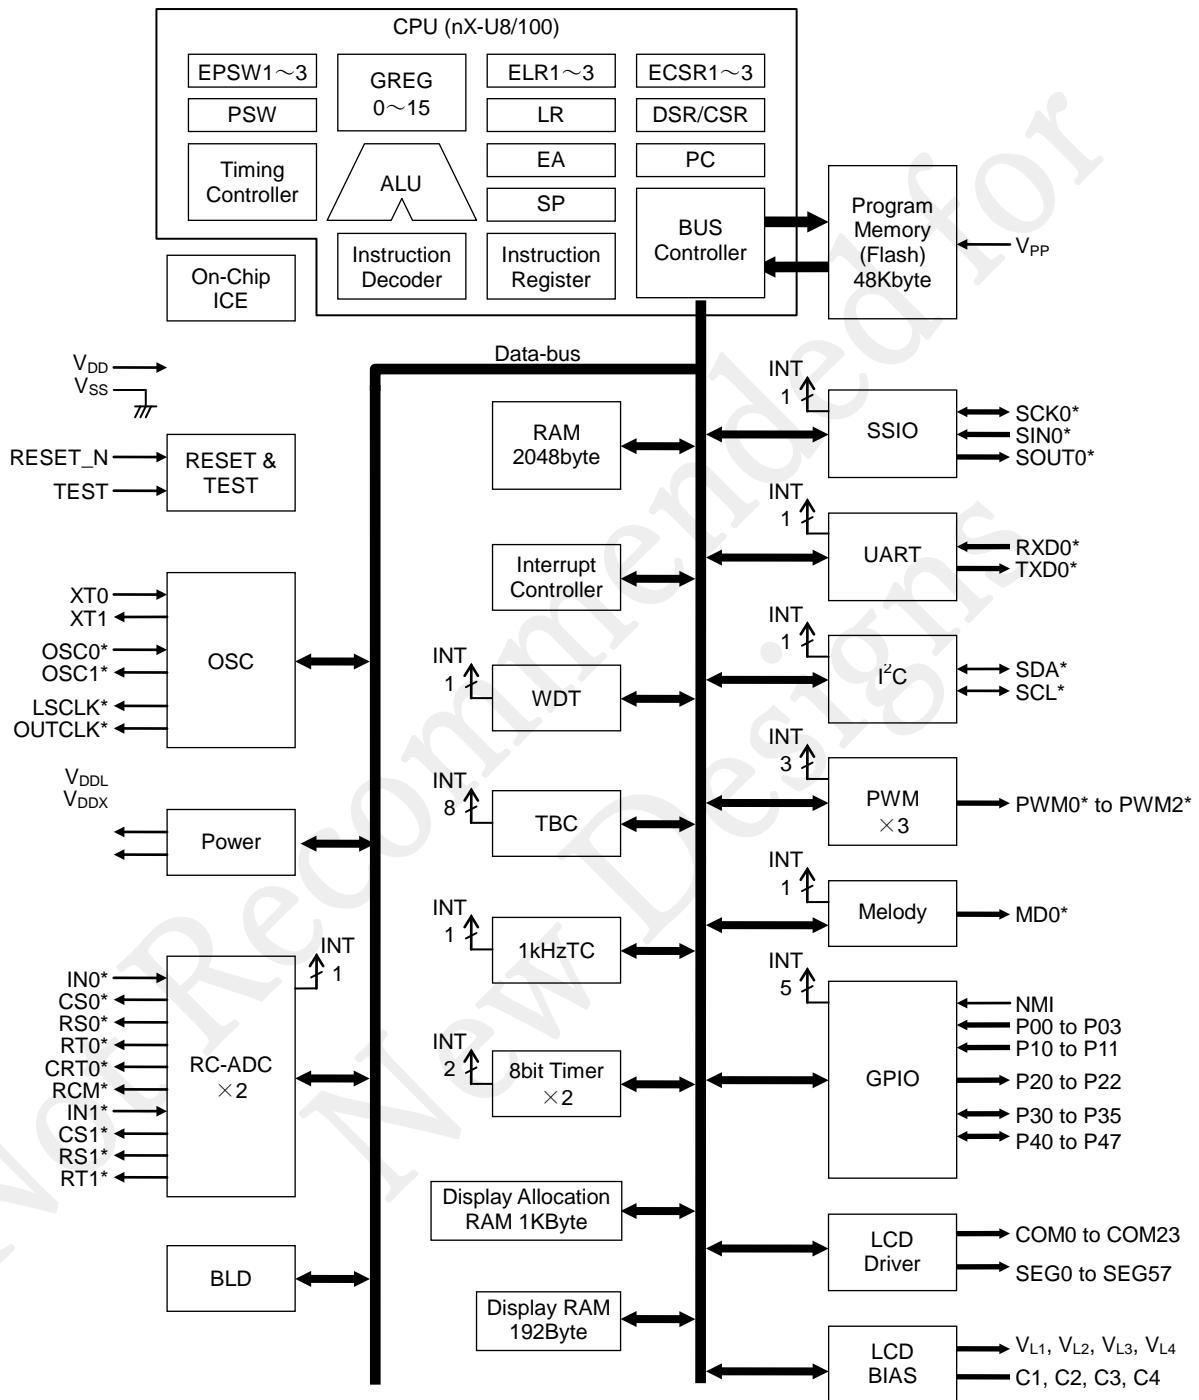 CPU (nX-U8/100)
EPSW1～3
GREG
0～15
ELR1～3
ECSR1～3
PSW
LR
DSR/CSR
Timing
Controller
ALU
EA
PC
SP
BUS
Controller
Instruction
Decoder
Instruction
Register
On-Chip
ICE
Program
Memory
(Flash)
48Kbyte
VPP
Data-bus
VDD
VSS
RESET_N
TEST
RESET &
TEST
XT0
XT1
OSC0*
OSC1*
LSCLK*
OUTCLK*
OSC
VDDL
VDDX
Power
IN0*
CS0*
RS0*
RT0*
CRT0*
RCM*
IN1*
CS1*
RS1*
RT1*
RC-ADC
×2
INT
1
BLD
RAM
2048byte
Interrupt
Controller
INT
1
WDT
INT
8
TBC
INT
1
1kHzTC
INT
2
8bit Timer
×2
Display Allocation
RAM 1KByte
Display RAM
192Byte
INT
1
SSIO
SCK0*
SIN0*
SOUT0*
INT
1
UART
RXD0*
TXD0*
INT
1
I²C
SDA*
SCL*
INT
3
PWM
×3
PWM0* to PWM2*
INT
1
Melody
MD0*
INT
5
GPIO
NMI
P00 to P03
P10 to P11
P20 to P22
P30 to P35
P40 to P47
LCD
Driver
COM0 to COM23
SEG0 to SEG57
LCD
BIAS
VL1, VL2, VL3, VL4
C1, C2, C3, C4
Not Recommended for
New Designs